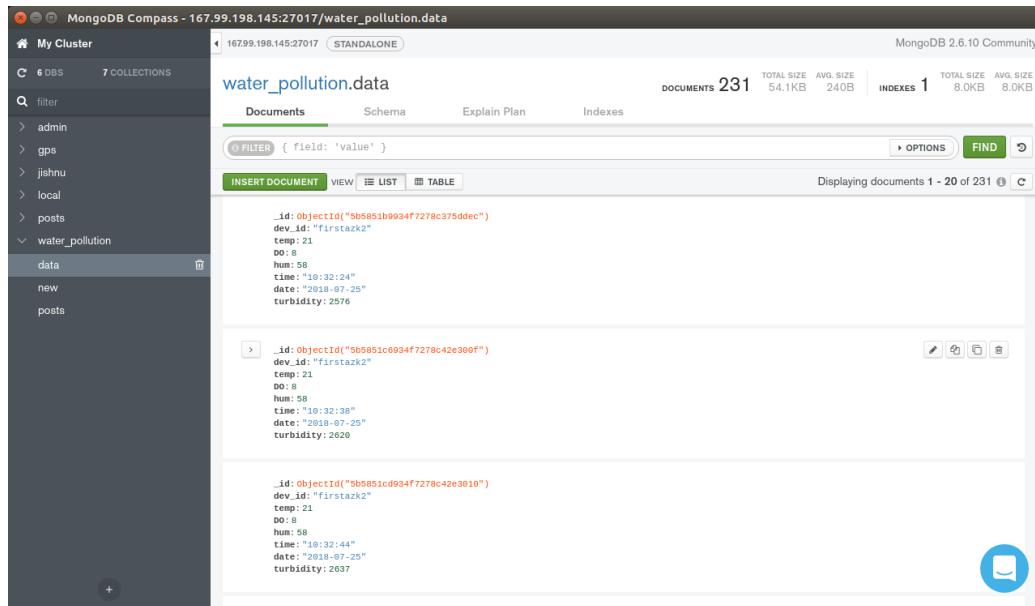 MongoDB Compass - 167.99.198.145:27017/water_pollution.data
My Cluster
167.99.198.145:27017 STANDALONE
MongoDB 2.6.10 Community
6 DBS 7 COLLECTIONS
filter
admin
gps
jishnu
local
posts
water_pollution
data
new
posts
water_pollution.data
DOCUMENTS 231 TOTAL SIZE 54.1KB AVG. SIZE 240B
INDEXES 1 TOTAL SIZE 8.0KB AVG. SIZE 8.0KB
Documents Schema Explain Plan Indexes
FILTER { field: 'value' } OPTIONS FIND
INSERT DOCUMENT VIEW LIST TABLE Displaying documents 1 - 20 of 231
_id: ObjectId("5b5851b9934f7278c375ddec")
dev_id: "firstazk2"
temp: 21
DO: 8
hum: 58
time: "10:32:24"
date: "2018-07-25"
turbidity: 2576
_id: ObjectId("5b5851c6934f7278c42e300f")
dev_id: "firstazk2"
temp: 21
DO: 8
hum: 58
time: "10:32:38"
date: "2018-07-25"
turbidity: 2620
_id: ObjectId("5b5851cd934f7278c42e3010")
dev_id: "firstazk2"
temp: 21
DO: 8
hum: 58
time: "10:32:44"
date: "2018-07-25"
turbidity: 2637